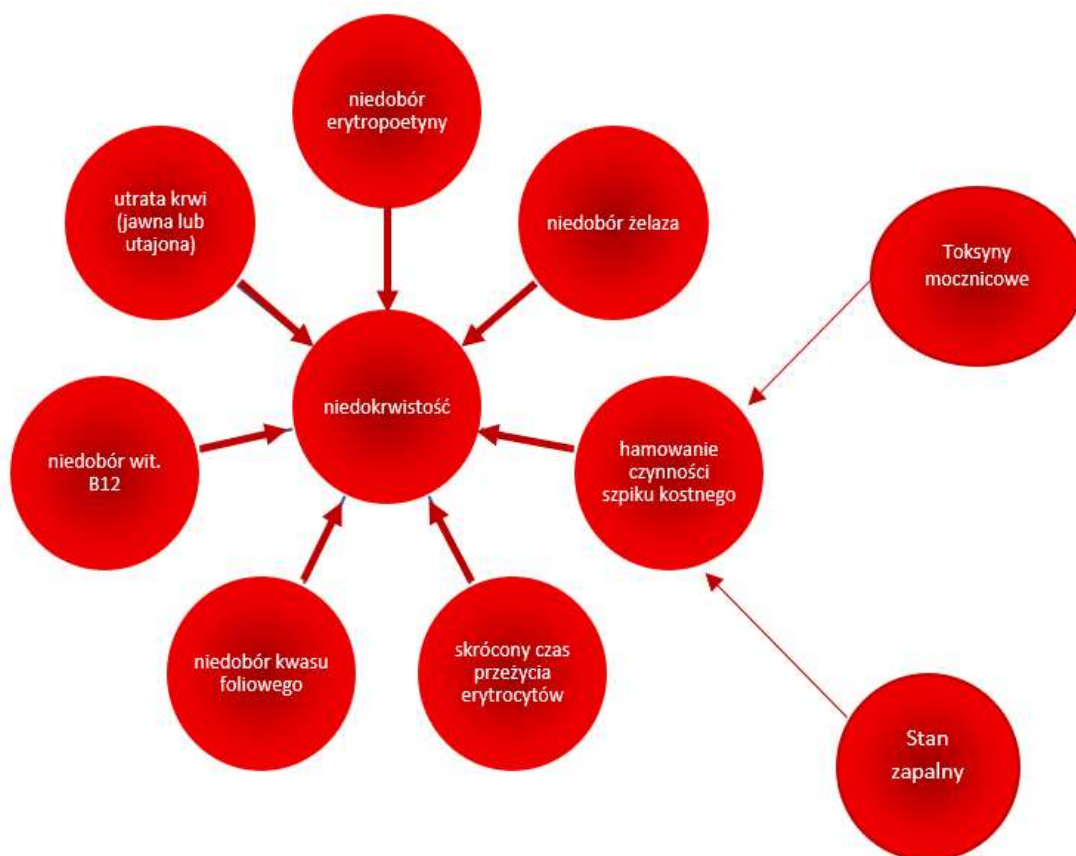 niedobór
erytropoetyny
utrata krwi
(jawna lub
utajona)
niedobór żelaza
Toksyny
mocznicowe
niedokrwistość
hamowanie
czynności
szpiku kostnego
niedobór wit.
B12
niedobór kwasu
foliowego
skrócony czas
przeżycia
erytrocytów
Stan
zapalny